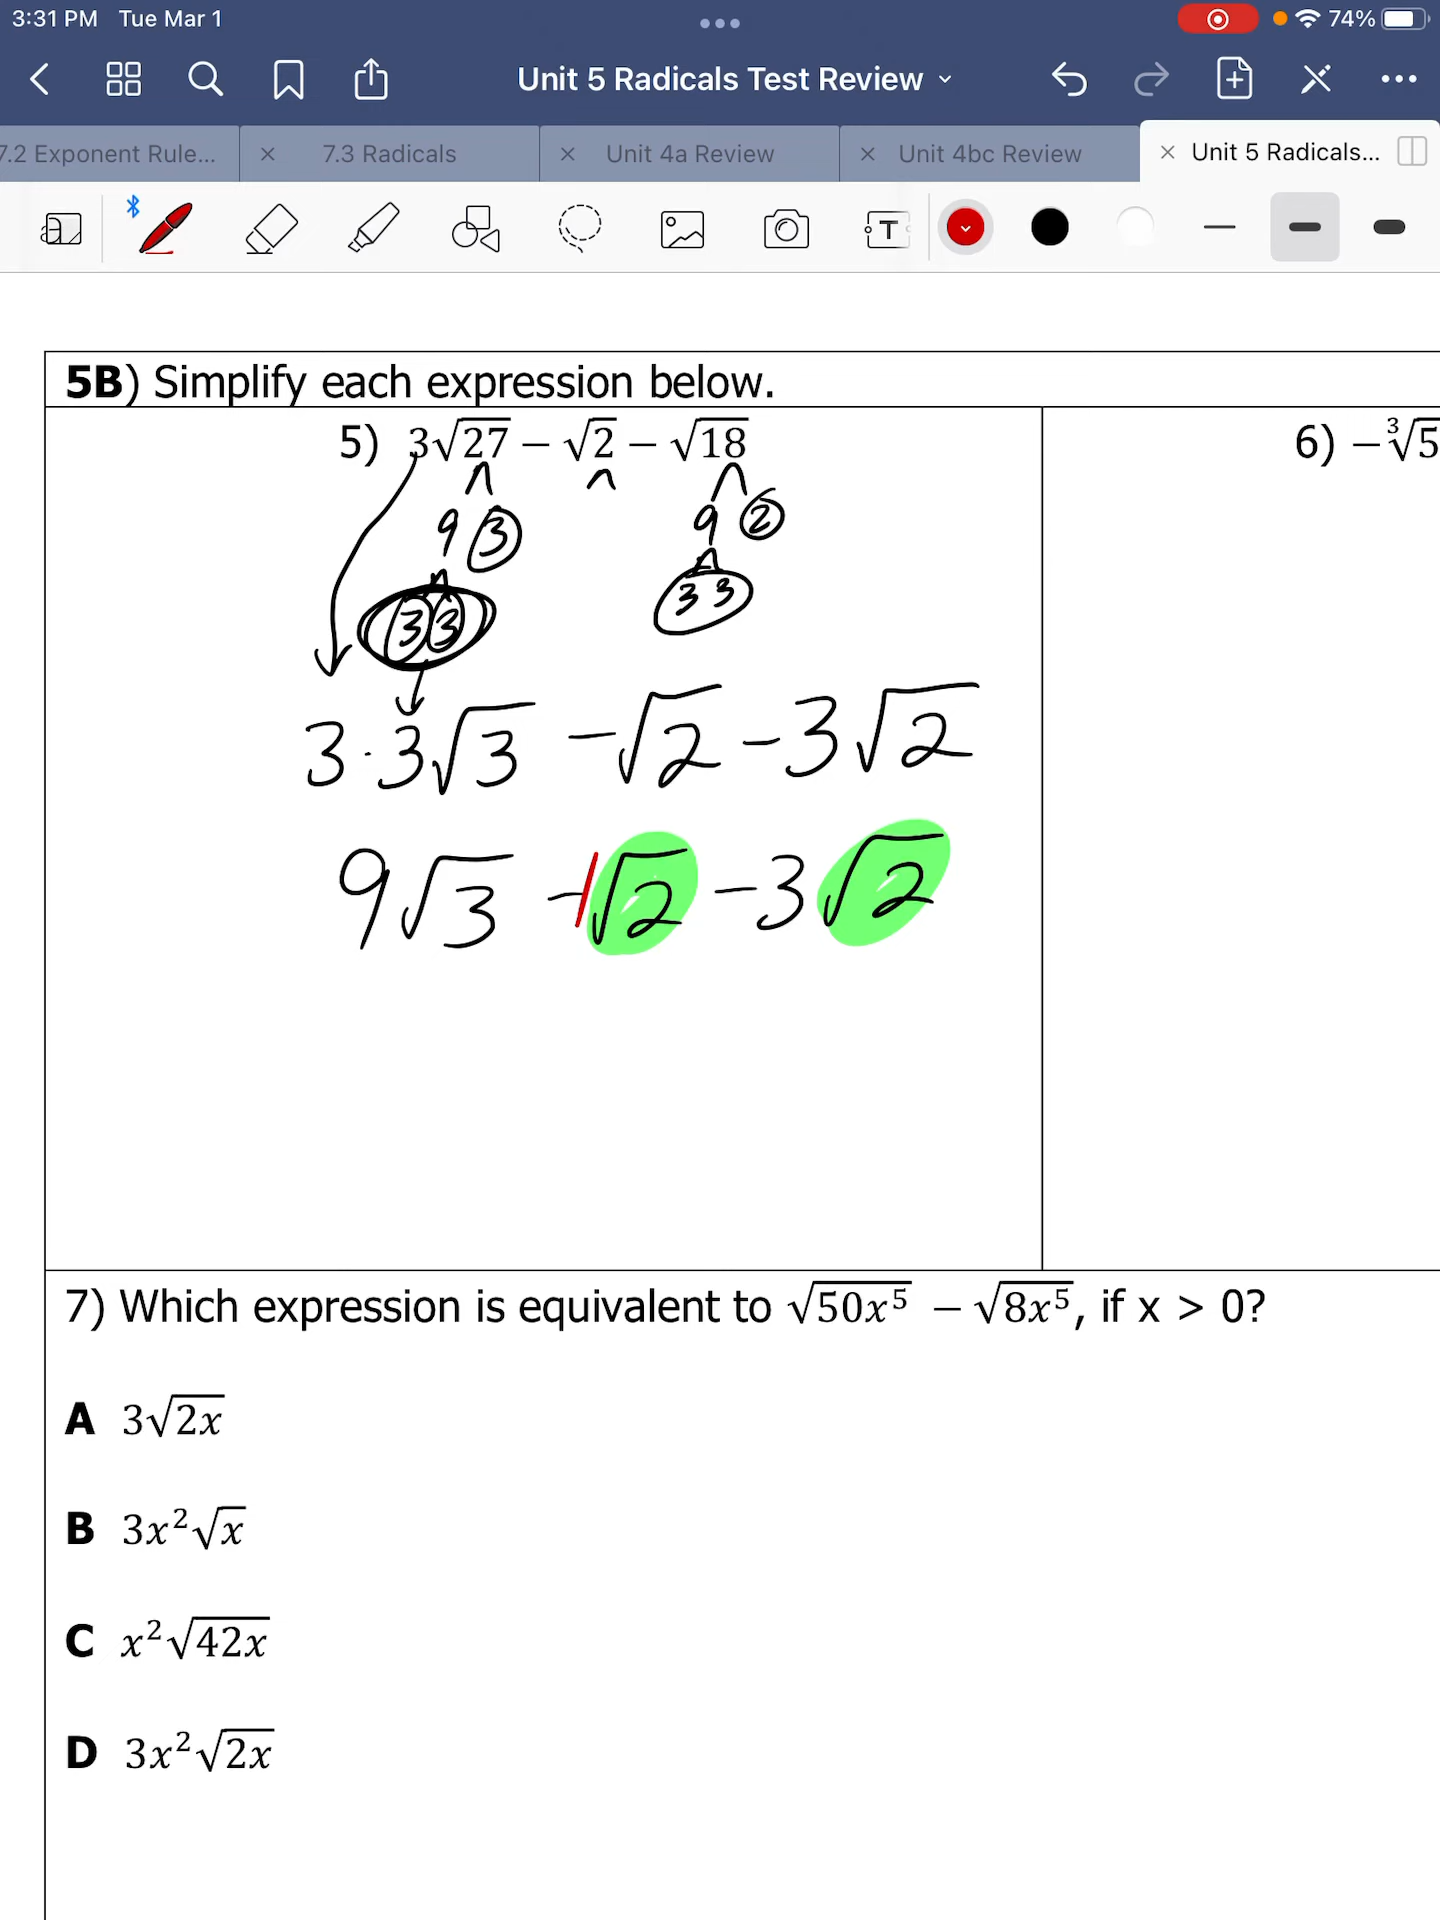 3:31 PM Tue Mar 1 74%
Unit 5 Radicals Test Review
7.2 Exponent Rule... 7.3 Radicals Unit 4a Review Unit 4bc Review Unit 5 Radicals...
5B) Simplify each expression below.
5) 3√27 − √2 − √18
6) −∛5
9 3 9 2
3 3 3 3
3·3√3 −√2 −3√2
9√3 −1√2 −3√2
7) Which expression is equivalent to √50x⁵ − √8x⁵, if x > 0?
A 3√2x
B 3x²√x
C x²√42x
D 3x²√2x